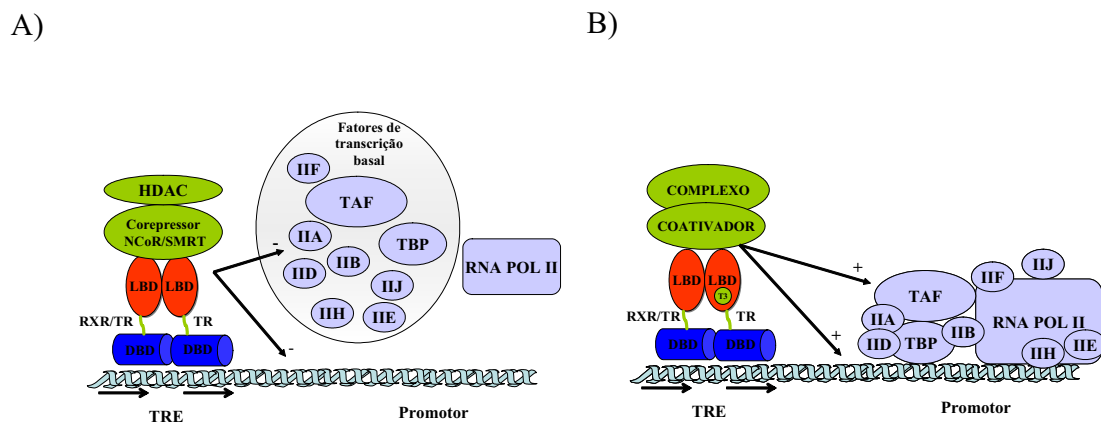 A)
Fatores de
transcrição
basal
IIF
TAF
IIA
TBP
IID
IIB
IIJ
IIH
IIE
RNA POL II
HDAC
Corepressor
NCoR/SMRT
LBD
LBD
RXR/TR
TR
DBD
DBD
-
-
TRE
Promotor
B)
COMPLEXO
COATIVADOR
LBD
LBD
T3
RXR/TR
TR
DBD
DBD
+
+
IIJ
IIF
TAF
IIA
IIB
RNA POL II
IID
TBP
IIH
IIE
TRE
Promotor